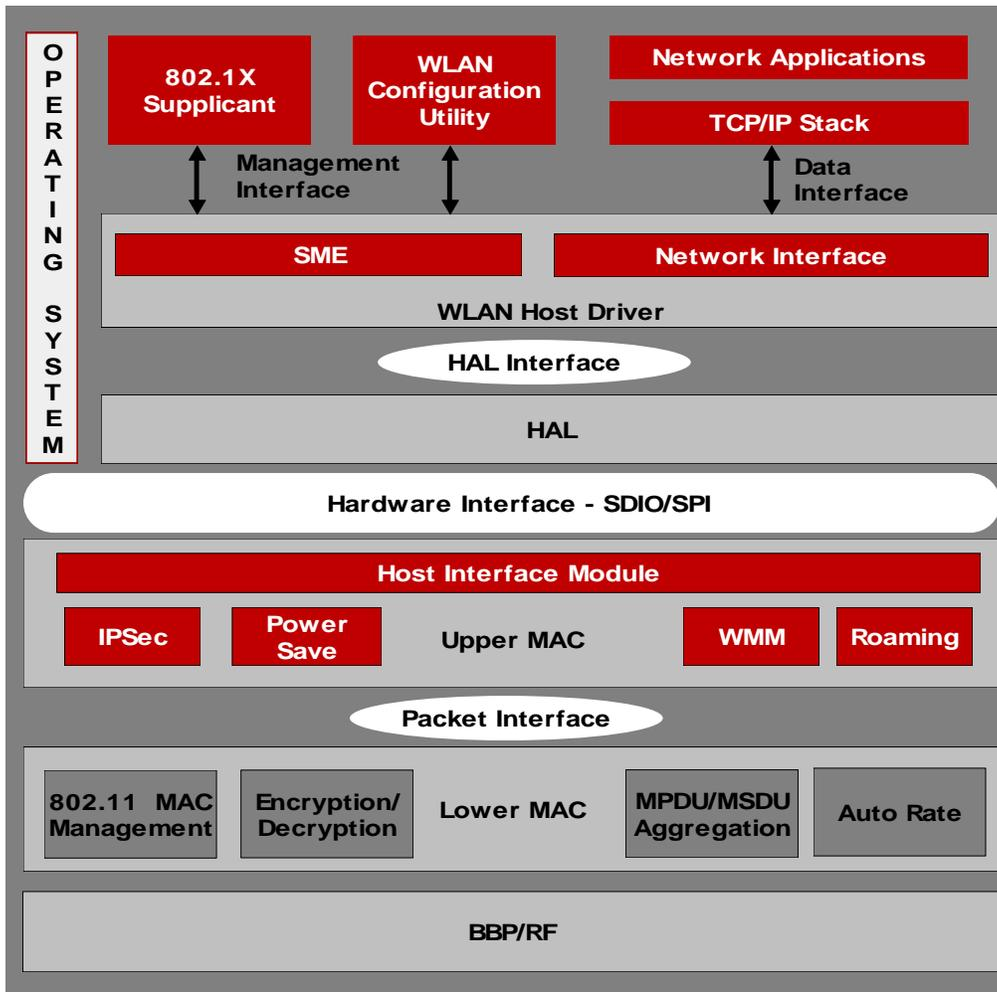 OPERATING SYSTEM
802.1X
Supplicant
WLAN
Configuration
Utility
Network Applications
TCP/IP Stack
Management
Interface
Data
Interface
SME
Network Interface
WLAN Host Driver
HAL Interface
HAL
Hardware Interface - SDIO/SPI
Host Interface Module
IPSec
Power
Save
Upper MAC
WMM
Roaming
Packet Interface
802.11 MAC
Management
Encryption/
Decryption
Lower MAC
MPDU/MSDU
Aggregation
Auto Rate
BBP/RF